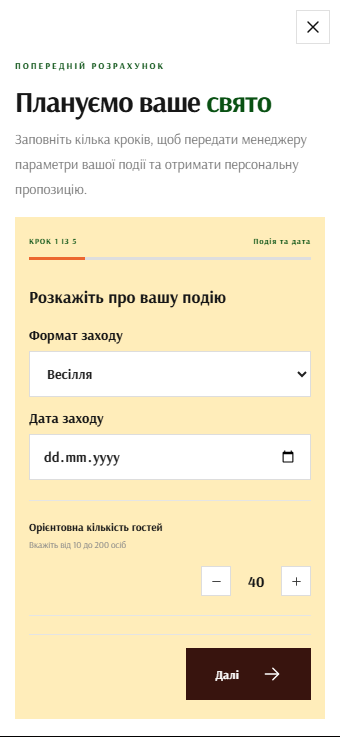 ПОПЕРЕДНІЙ РОЗРАХУНОК
Плануємо ваше свято
Заповніть кілька кроків, щоб передати менеджеру
параметри вашої події та отримати персональну
пропозицію.
КРОК 1 ІЗ 5 Подія та дата
Розкажіть про вашу подію
Формат заходу
Весілля
Дата заходу
dd.mm.yyyy
Орієнтовна кількість гостей
Вкажіть від 10 до 200 осіб
− 40 +
Далі →